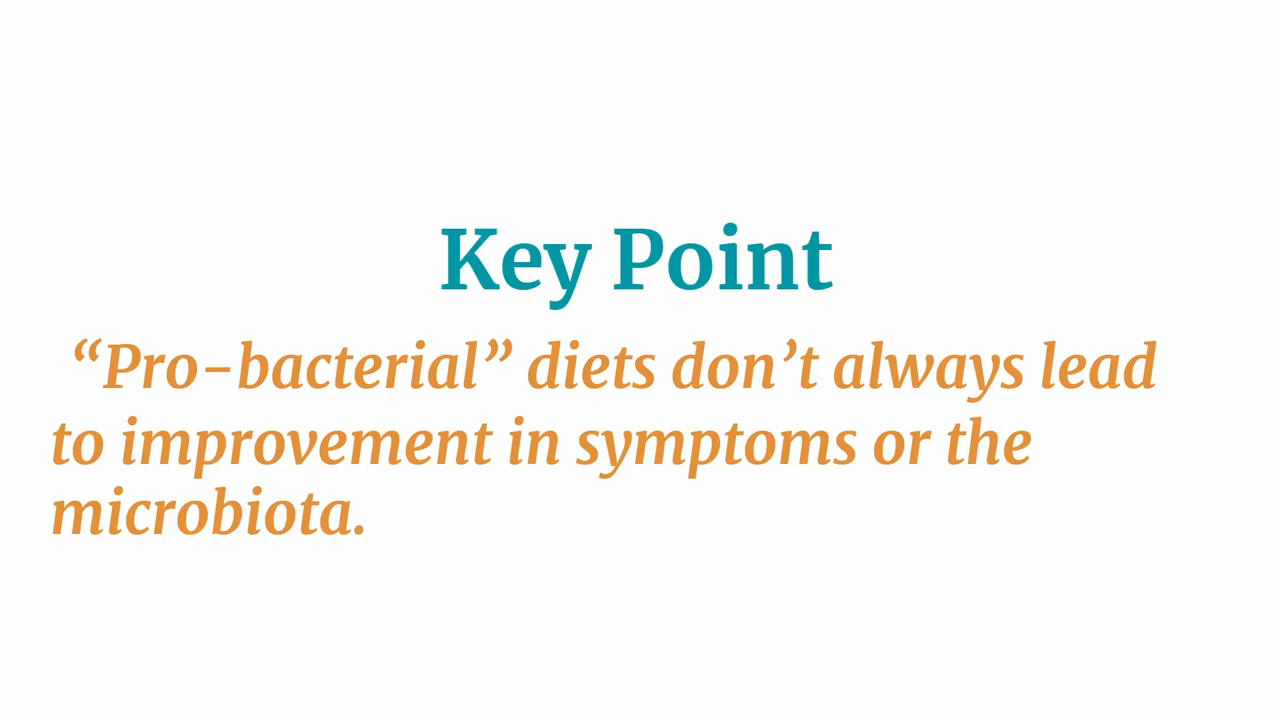 Key Point
“Pro-bacterial” diets don’t always lead
to improvement in symptoms or the
microbiota.